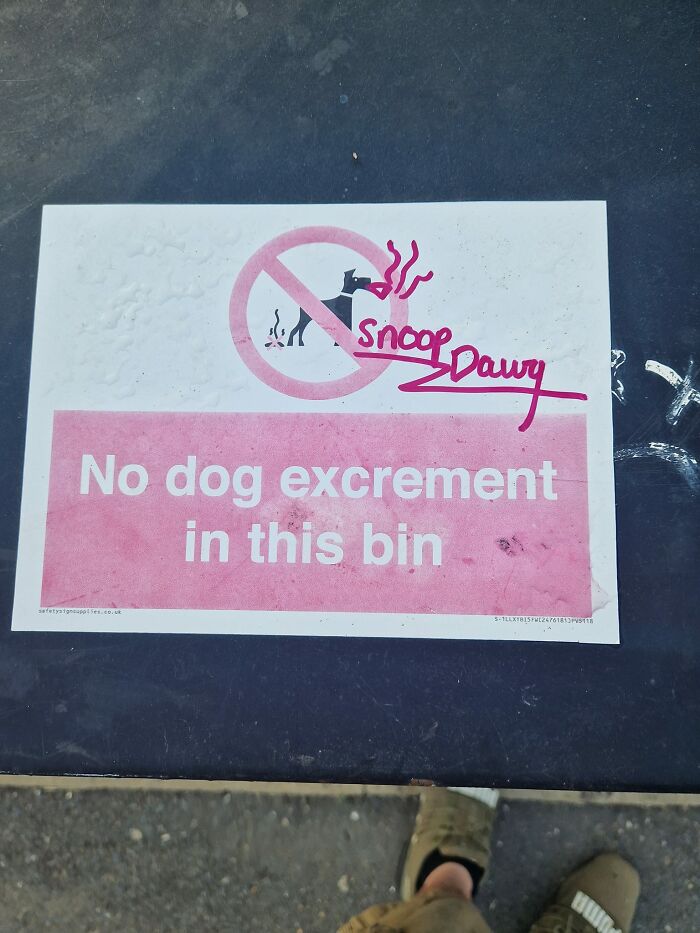 Snoop
Dawg
No dog excrement
in this bin
safetysignsupplies.co.uk